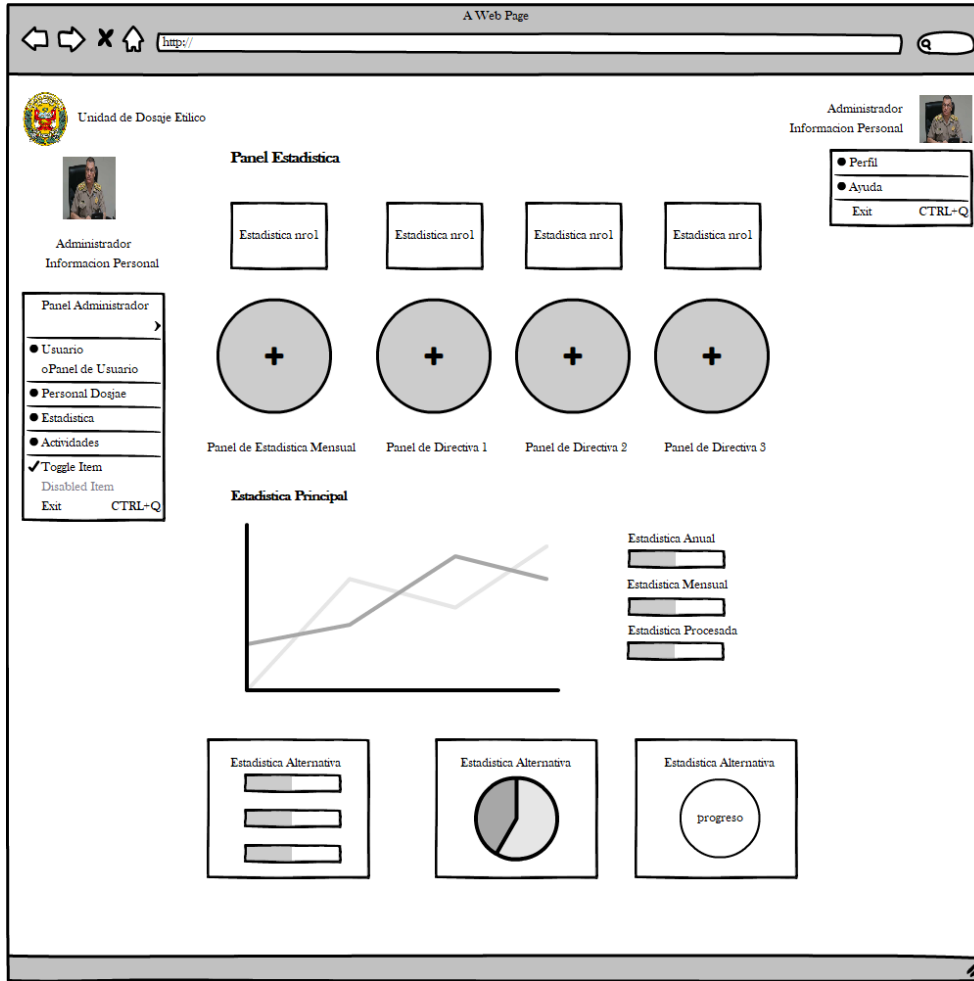 A Web Page
http://
Unidad de Dosaje Etilico
Administrador
Informacion Personal
Perfil
Ayuda
Exit CTRL+Q
Administrador
Informacion Personal
Panel Administrador
Usuario
oPanel de Usuario
Personal Dosjae
Estadistica
Actividades
Toggle Item
Disabled Item
Exit CTRL+Q
Panel Estadistica
Estadistica nro1 Estadistica nro1 Estadistica nro1 Estadistica nro1
Panel de Estadistica Mensual Panel de Directiva 1 Panel de Directiva 2 Panel de Directiva 3
Estadistica Principal
Estadistica Anual
Estadistica Mensual
Estadistica Procesada
Estadistica Alternativa Estadistica Alternativa Estadistica Alternativa
progreso